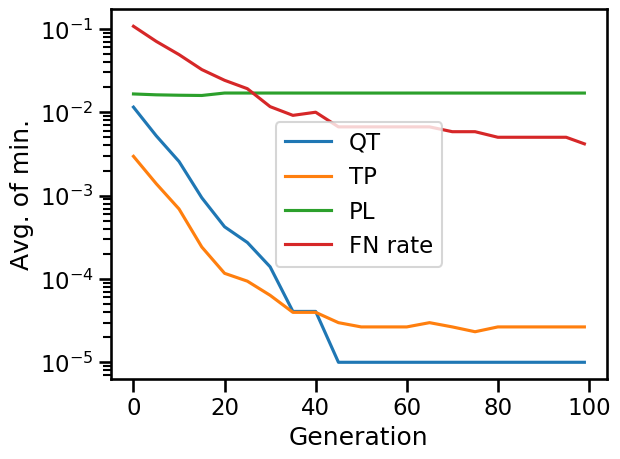 Avg. of min.
10⁻¹
10⁻²
10⁻³
10⁻⁴
10⁻⁵
QT
TP
PL
FN rate
0 20 40 60 80 100
Generation